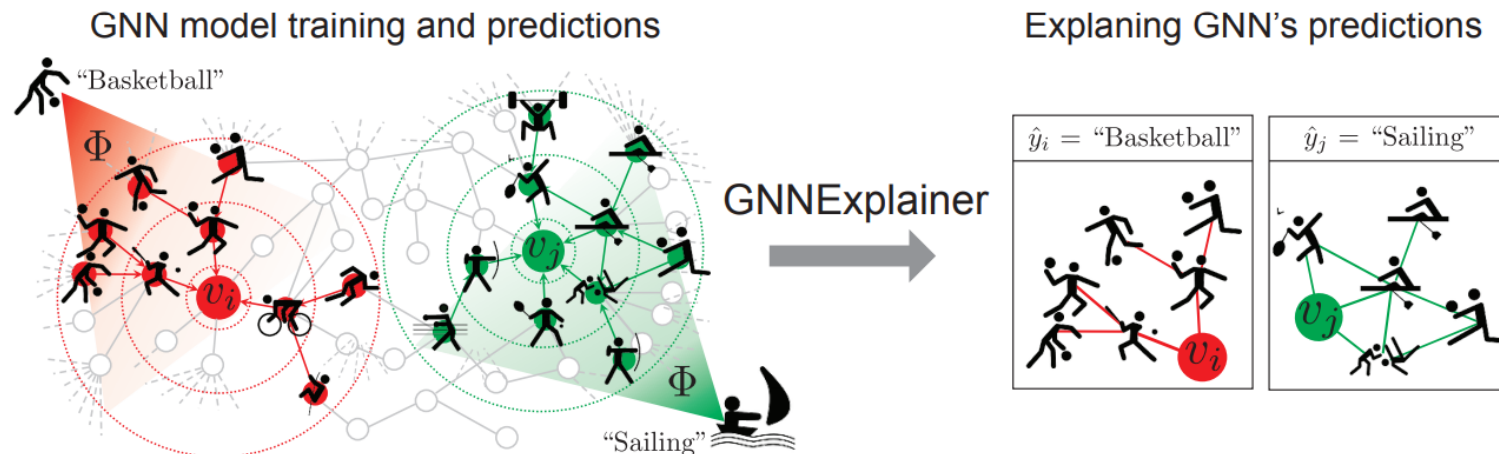 GNN model training and predictions
Explaning GNN's predictions
"Basketball"
Φ
v_i
v_j
Φ
"Sailing"
GNNExplainer
ŷ_i = "Basketball"
ŷ_j = "Sailing"
v_i
v_j